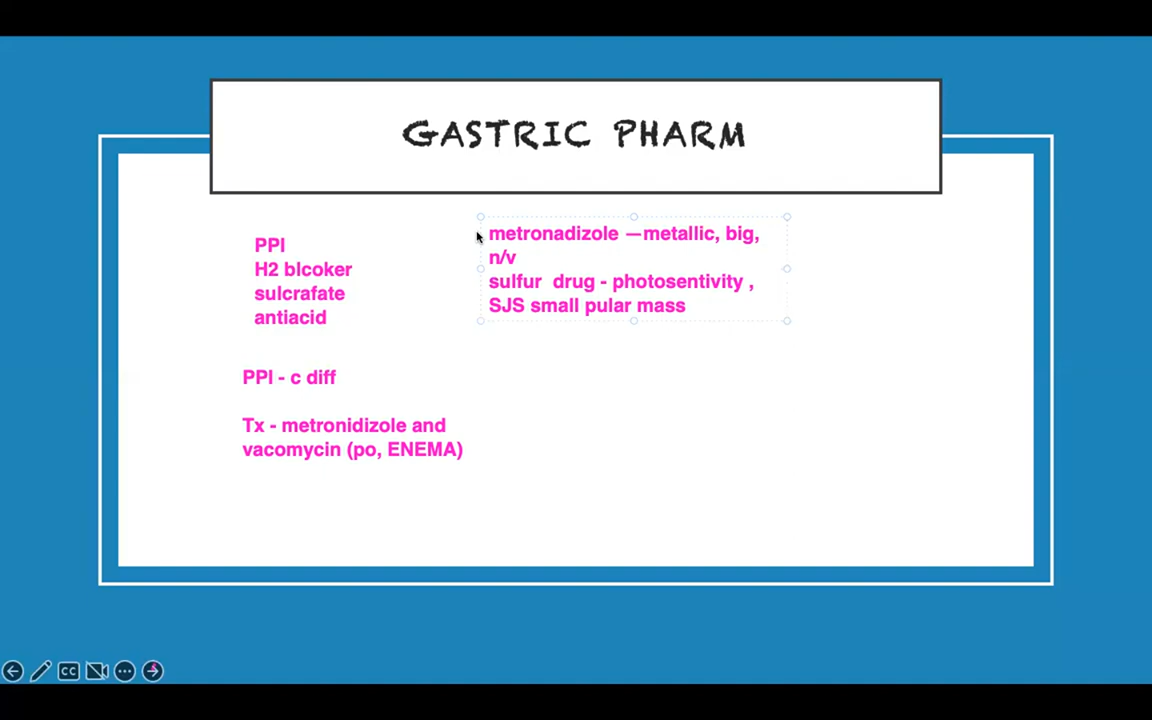 GASTRIC PHARM
PPI
H2 blcoker
sulcrafate
antiacid
PPI - c diff
Tx - metronidizole and
vacomycin (po, ENEMA)
metronadizole —metallic, big,
n/v
sulfur  drug - photosentivity ,
SJS small pular mass
CC